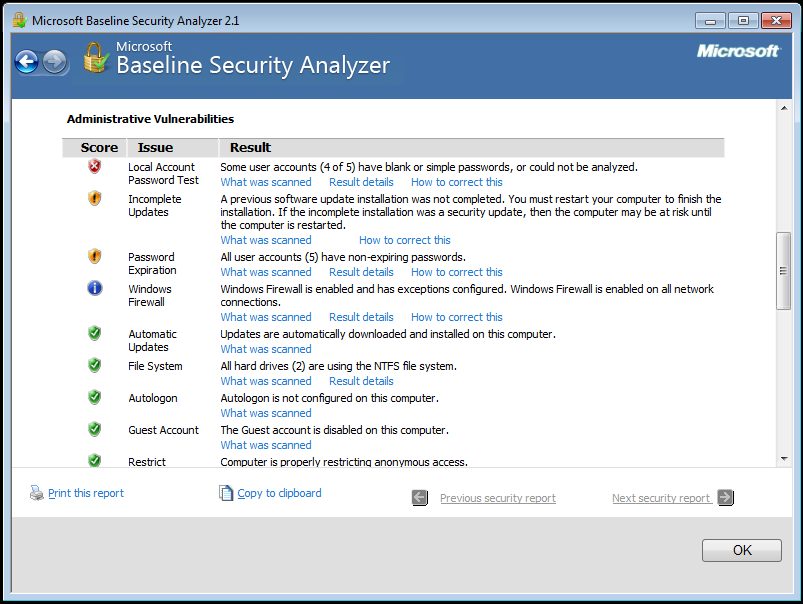 Microsoft Baseline Security Analyzer 2.1
Microsoft
Baseline Security Analyzer
Microsoft
Administrative Vulnerabilities
Score Issue Result
Local Account Password Test
Some user accounts (4 of 5) have blank or simple passwords, or could not be analyzed.
What was scanned Result details How to correct this
Incomplete Updates
A previous software update installation was not completed. You must restart your computer to finish the
installation. If the incomplete installation was a security update, then the computer may be at risk until
the computer is restarted.
What was scanned How to correct this
Password Expiration
All user accounts (5) have non-expiring passwords.
What was scanned Result details How to correct this
Windows Firewall
Windows Firewall is enabled and has exceptions configured. Windows Firewall is enabled on all network
connections.
What was scanned Result details How to correct this
Automatic Updates
Updates are automatically downloaded and installed on this computer.
What was scanned
File System
All hard drives (2) are using the NTFS file system.
What was scanned Result details
Autologon
Autologon is not configured on this computer.
What was scanned
Guest Account
The Guest account is disabled on this computer.
What was scanned
Restrict
Computer is properly restricting anonymous access.
Print this report
Copy to clipboard
Previous security report
Next security report
OK